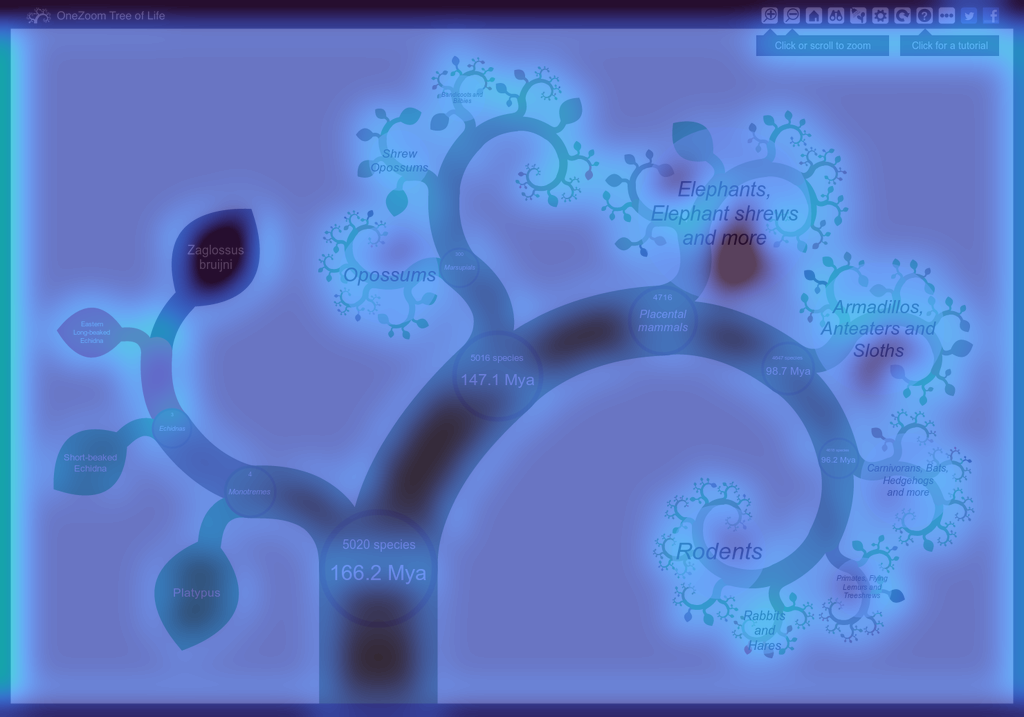 OneZoom Tree of Life
Click or scroll to zoom
Click for a tutorial
Shrew
Opossums
Elephants,
Elephant shrews
and more
Zaglossus
bruijni
Opossums
Marsupials
4716
Placental
mammals
Armadillos,
Anteaters and
Sloths
Eastern
Long-beaked
Echidna
5016 species
147.1 Mya
98.7 Mya
Echidnas
Short-beaked
Echidna
96.2 Mya
Carnivorans, Bats,
Hedgehogs
and more
4
Monotremes
5020 species
166.2 Mya
Rodents
Platypus
Primates, Flying
Lemurs and
Treeshrews
Rabbits
and
Hares